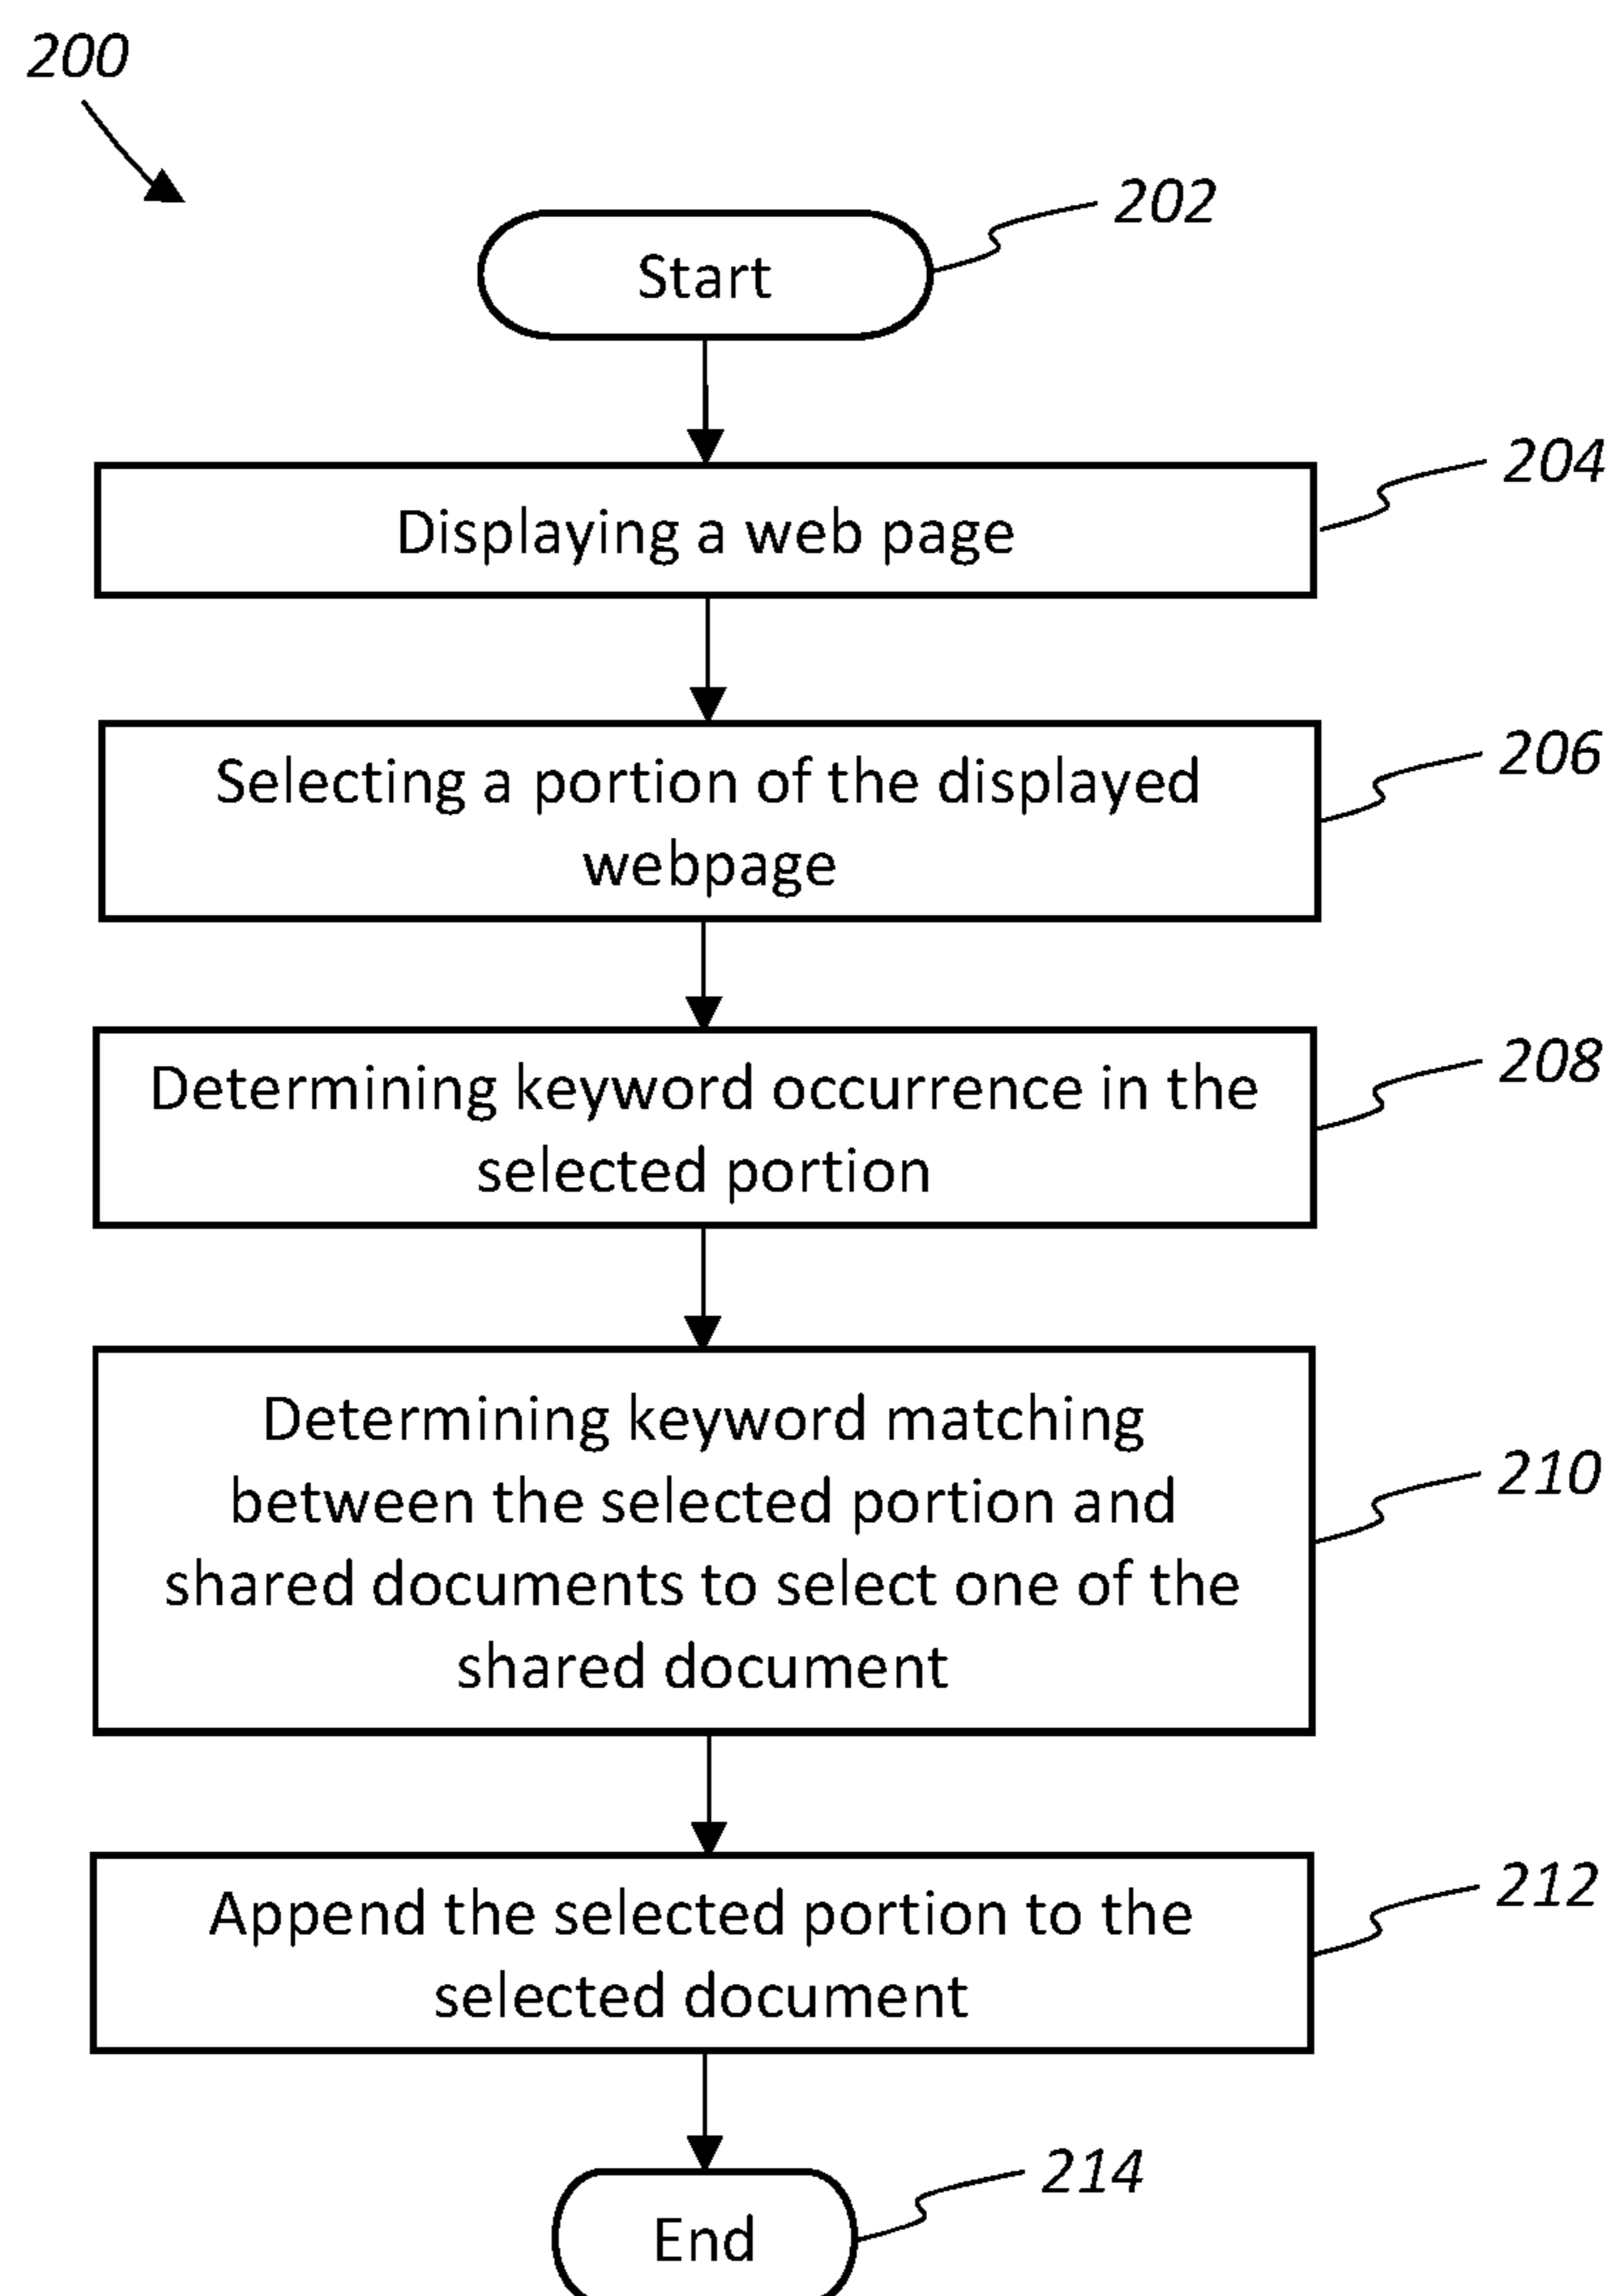 200
202
Start
204
Displaying a web page
206
Selecting a portion of the displayed
webpage
208
Determining keyword occurrence in the
selected portion
Determining keyword matching
210
between the selected portion and
shared documents to select one of the
shared document
212
Append the selected portion to the
selected document
214
End